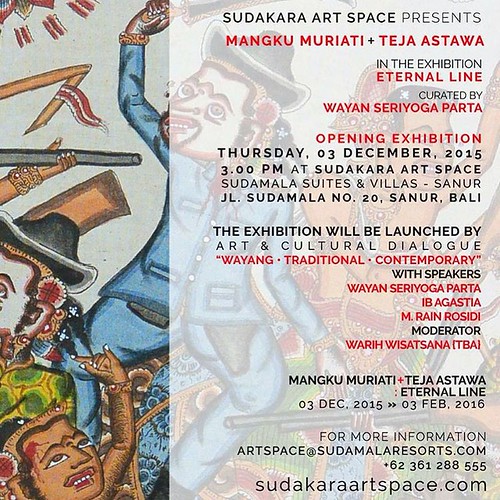 SUDAKARA ART SPACE PRESENTS
MANGKU MURIATI + TEJA ASTAWA
IN THE EXHIBITION
ETERNAL LINE
CURATED BY
WAYAN SERIYOGA PARTA
OPENING EXHIBITION
THURSDAY, 03 DECEMBER, 2015
3.00 PM AT SUDAKARA ART SPACE
SUDAMALA SUITES & VILLAS - SANUR
JL. SUDAMALA NO. 20, SANUR, BALI
THE EXHIBITION WILL BE LAUNCHED BY
ART & CULTURAL DIALOGUE
"WAYANG • TRADITIONAL • CONTEMPORARY"
WITH SPEAKERS
WAYAN SERIYOGA PARTA
IB AGASTIA
M. RAIN ROSIDI
MODERATOR
WARIH WISATSANA [TBA]
MANGKU MURIATI+TEJA ASTAWA
: ETERNAL LINE
03 DEC, 2015 » 03 FEB, 2016
FOR MORE INFORMATION
ARTSPACE@SUDAMALARESORTS.COM
+62 361 288 555
sudakaraartspace.com